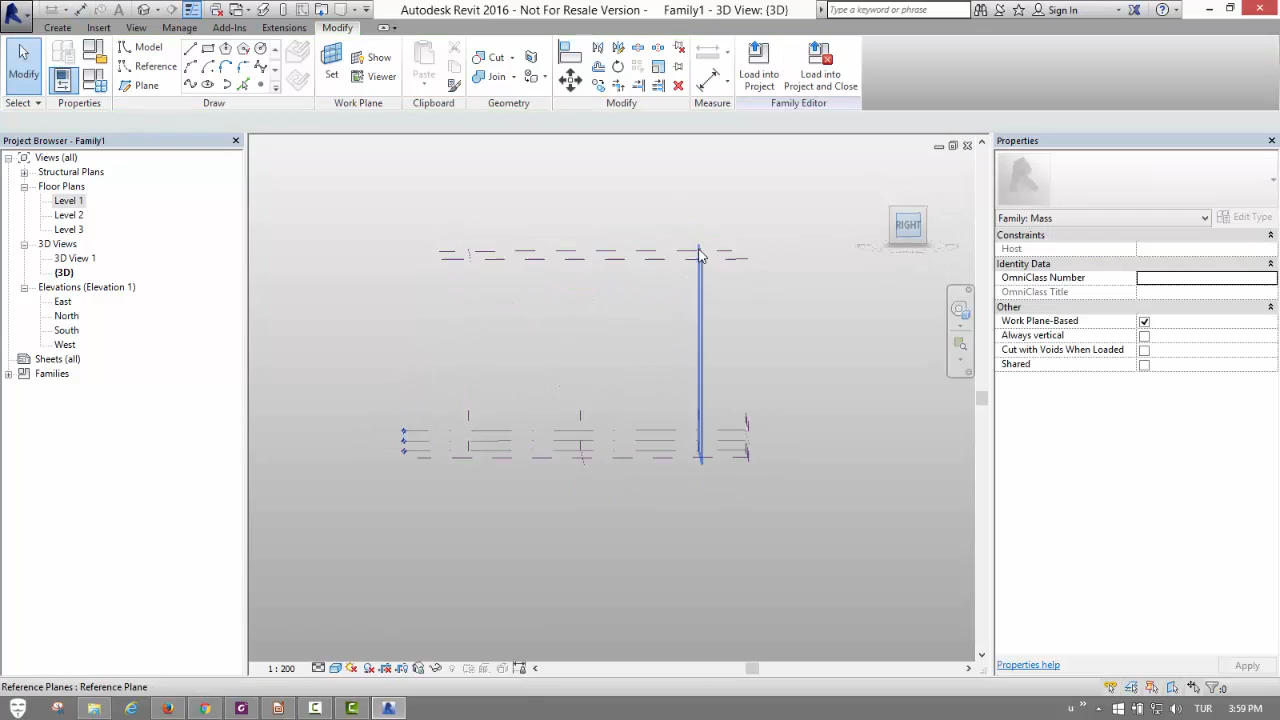 Autodesk Revit 2016 - Not For Resale Version - Family1 - 3D View: {3D}
Type a keyword or phrase
Sign In
Create
Insert
View
Manage
Add-Ins
Extensions
Modify
Modify
Model
Reference
Plane
Set
Show
Viewer
Paste
Cut
Join
Load into
Project
Load into
Project and Close
Select
Properties
Draw
Work Plane
Clipboard
Geometry
Modify
Measure
Family Editor
Project Browser - Family1
Views (all)
Structural Plans
Floor Plans
Level 1
Level 2
Level 3
3D Views
3D View 1
{3D}
Elevations (Elevation 1)
East
North
South
West
Sheets (all)
Families
RIGHT
Properties
Family: Mass
Edit Type
Constraints
Host
Identity Data
OmniClass Number
OmniClass Title
Other
Work Plane-Based
Always vertical
Cut with Voids When Loaded
Shared
Properties help
Apply
1 : 200
Reference Planes : Reference Plane
:0
TUR
3:59 PM